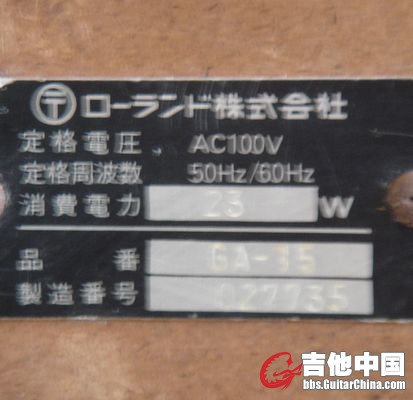 〒 ローランド株式会社
定格電圧 AC100V
定格周波数 50Hz/60Hz
消費電力 23 W
品番 GA-15
製造番号 027735
吉他中国
bbs.GuitarChina.com